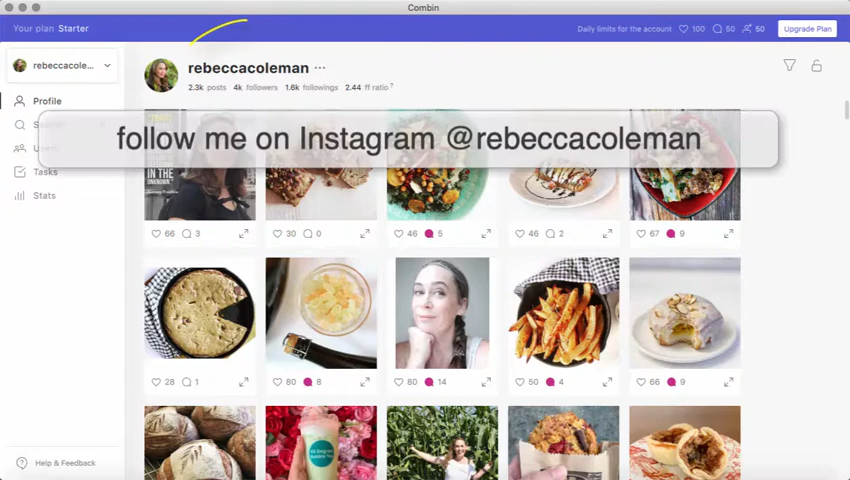 Combin
Your plan Starter
Daily limits for the account 100 50 50 Upgrade Plan
rebeccacole...
rebeccacoleman ...
2.3k posts 4k followers 1.6k followings 2.44 ff ratio ?
Profile
follow me on Instagram @rebeccacoleman
Tasks
Stats
IN THE
UNKNOWN
66 3
30 0
46 5
46 2
67 9
28 1
80 8
80 14
50 4
66 9
Help & Feedback